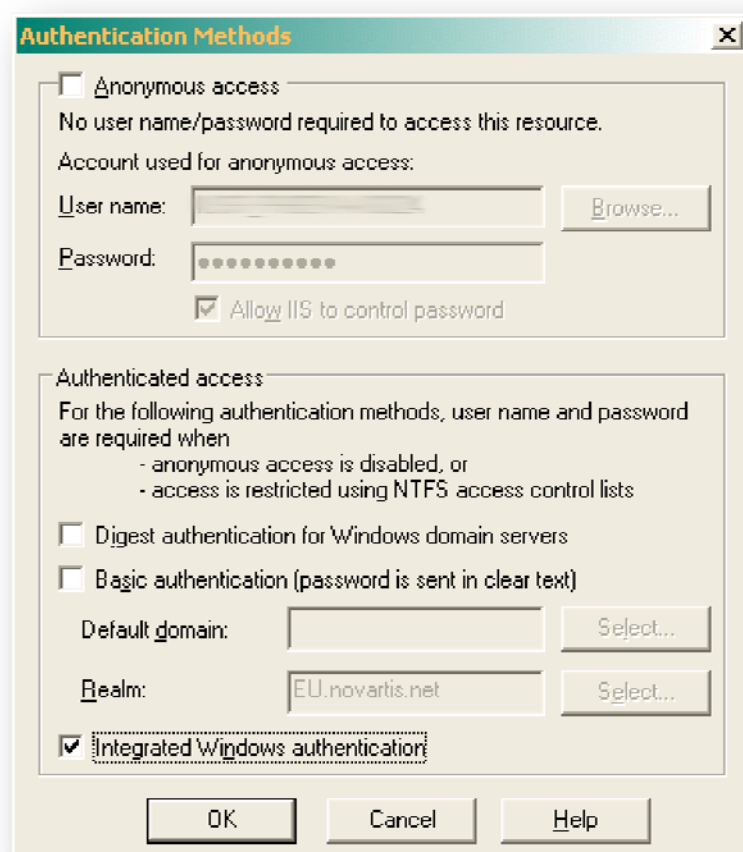 Authentication Methods
Anonymous access
No user name/password required to access this resource.
Account used for anonymous access:
User name:
Browse...
Password: ●●●●●●●●●●
Allow IIS to control password
Authenticated access
For the following authentication methods, user name and password
are required when
- anonymous access is disabled, or
- access is restricted using NTFS access control lists
Digest authentication for Windows domain servers
Basic authentication (password is sent in clear text)
Default domain:
Select...
Realm: EU.novartis.net Select...
Integrated Windows authentication
OK Cancel Help